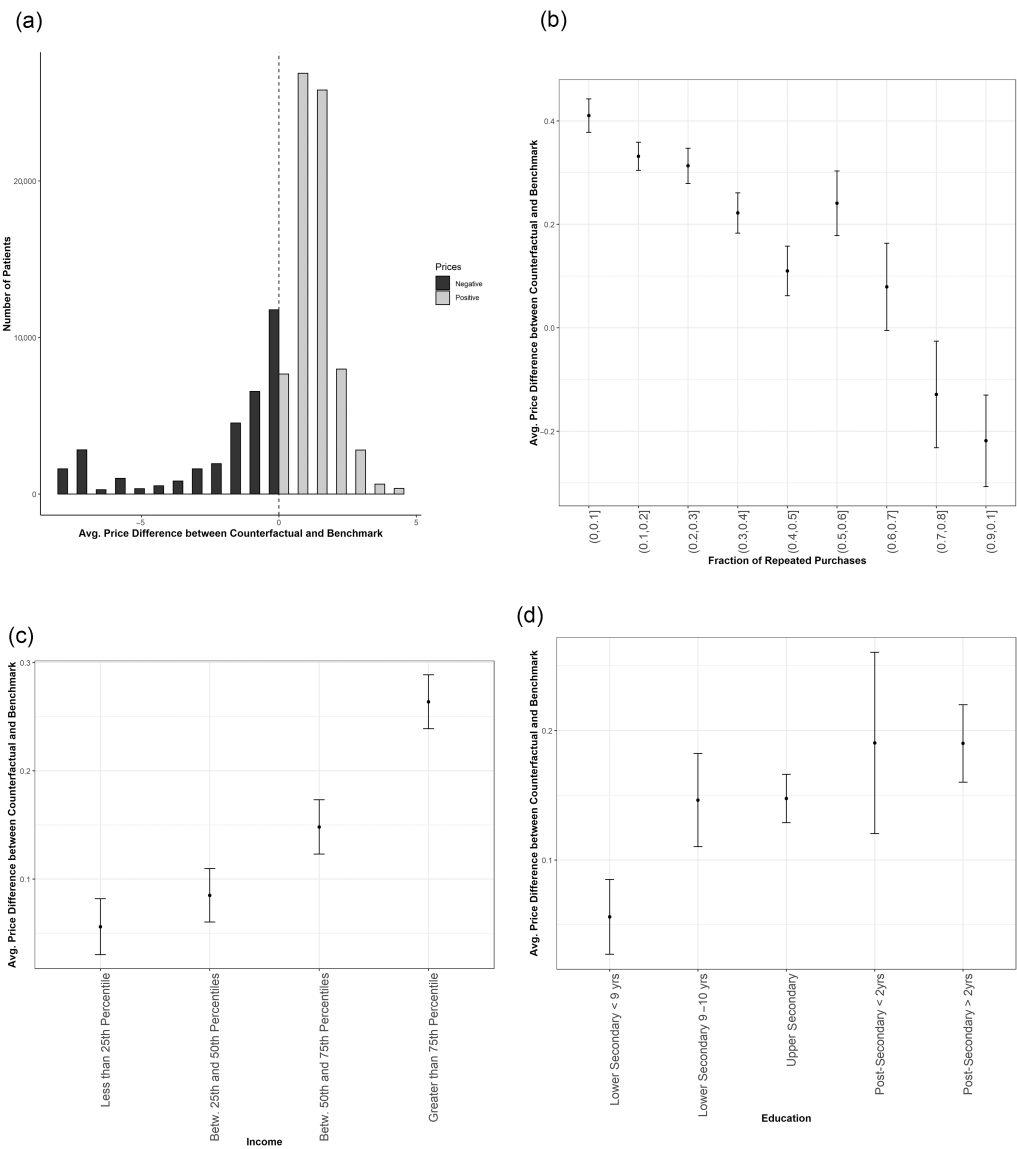 (a)
Number of Patients
20,000
10,000
0
−5
0
5
Avg. Price Difference between Counterfactual and Benchmark
Prices
Negative
Positive
(b)
Avg. Price Difference between Counterfactual and Benchmark
0.4
0.2
0.0
−0.2
(0,0.1]
(0.1,0.2]
(0.2,0.3]
(0.3,0.4]
(0.4,0.5]
(0.5,0.6]
(0.6,0.7]
(0.7,0.8]
(0.9,0.1]
Fraction of Repeated Purchases
(c)
Avg. Price Difference between Counterfactual and Benchmark
0.3
0.2
0.1
Less than 25th Percentile
Betw. 25th and 50th Percentiles
Betw. 50th and 75th Percentiles
Greater than 75th Percentile
Income
(d)
Avg. Price Difference between Counterfactual and Benchmark
0.2
0.1
Lower Secondary < 9 yrs
Lower Secondary 9−10 yrs
Upper Secondary
Post-Secondary < 2yrs
Post-Secondary > 2yrs
Education